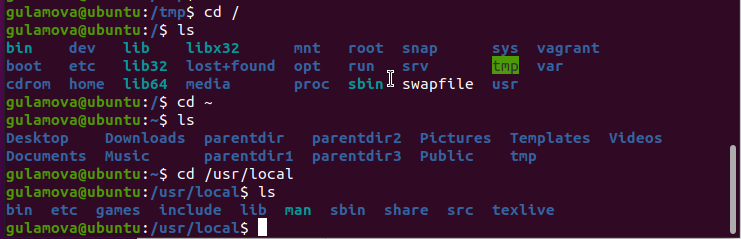 gulamova@ubuntu:/tmp$ cd /
gulamova@ubuntu:/$ ls
bin    dev   lib    libx32      mnt   root  snap      sys  vagrant
boot   etc   lib32  lost+found  opt   run   srv       tmp  var
cdrom  home  lib64  media       proc  sbin  swapfile  usr
gulamova@ubuntu:/$ cd ~
gulamova@ubuntu:~$ ls
Desktop    Downloads  parentdir   parentdir2  Pictures  Templates  Videos
Documents  Music      parentdir1  parentdir3  Public    tmp
gulamova@ubuntu:~$ cd /usr/local
gulamova@ubuntu:/usr/local$ ls
bin  etc  games  include  lib  man  sbin  share  src  texlive
gulamova@ubuntu:/usr/local$